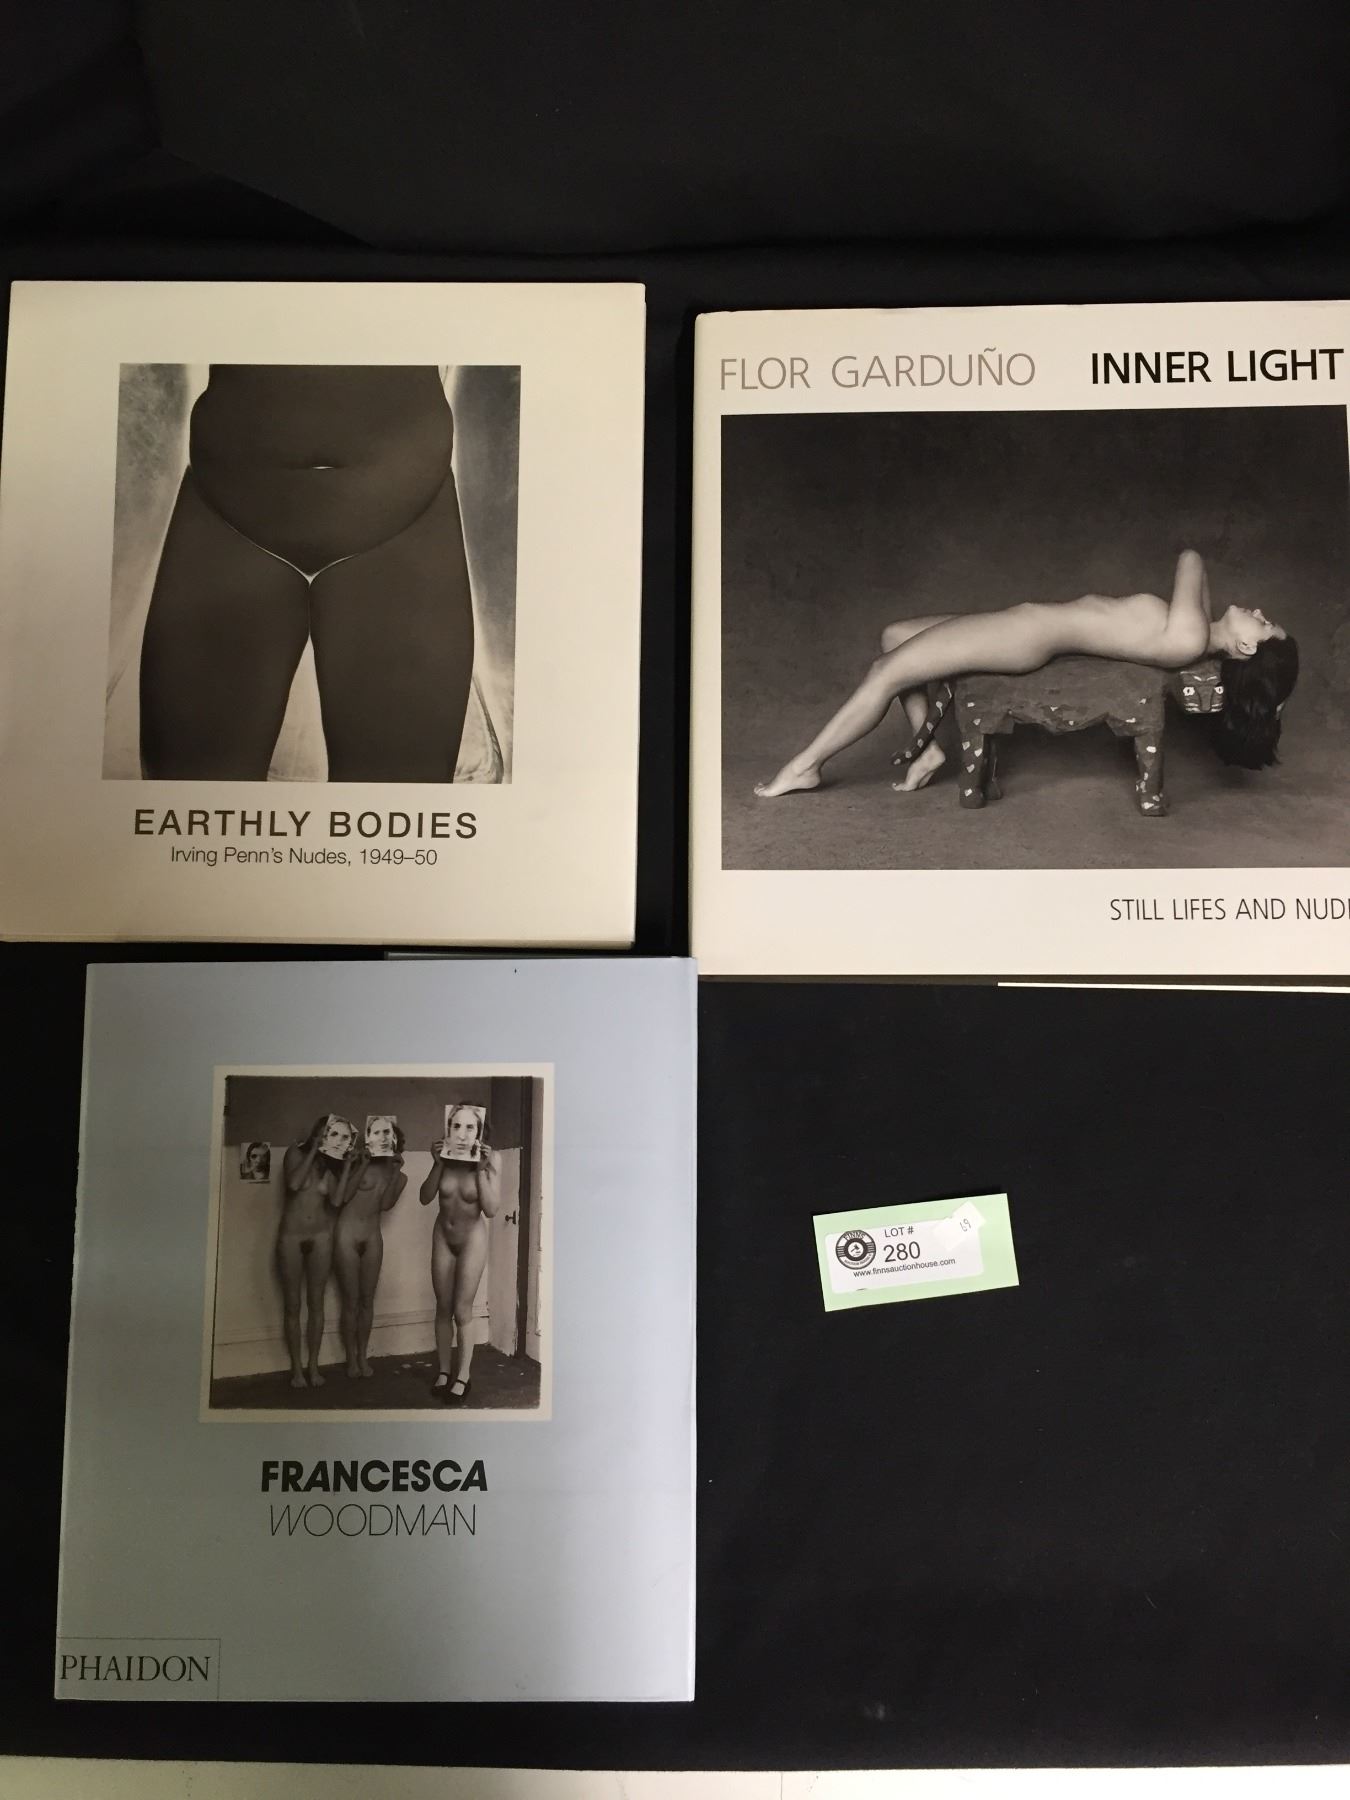 EARTHLY BODIES
Irving Penn's Nudes, 1949–50
FLOR GARDUÑO INNER LIGHT
STILL LIFES AND NUD
FRANCESCA
WOODMAN
PHAIDON
LOT #
280
www.finnsauctionhouse.com